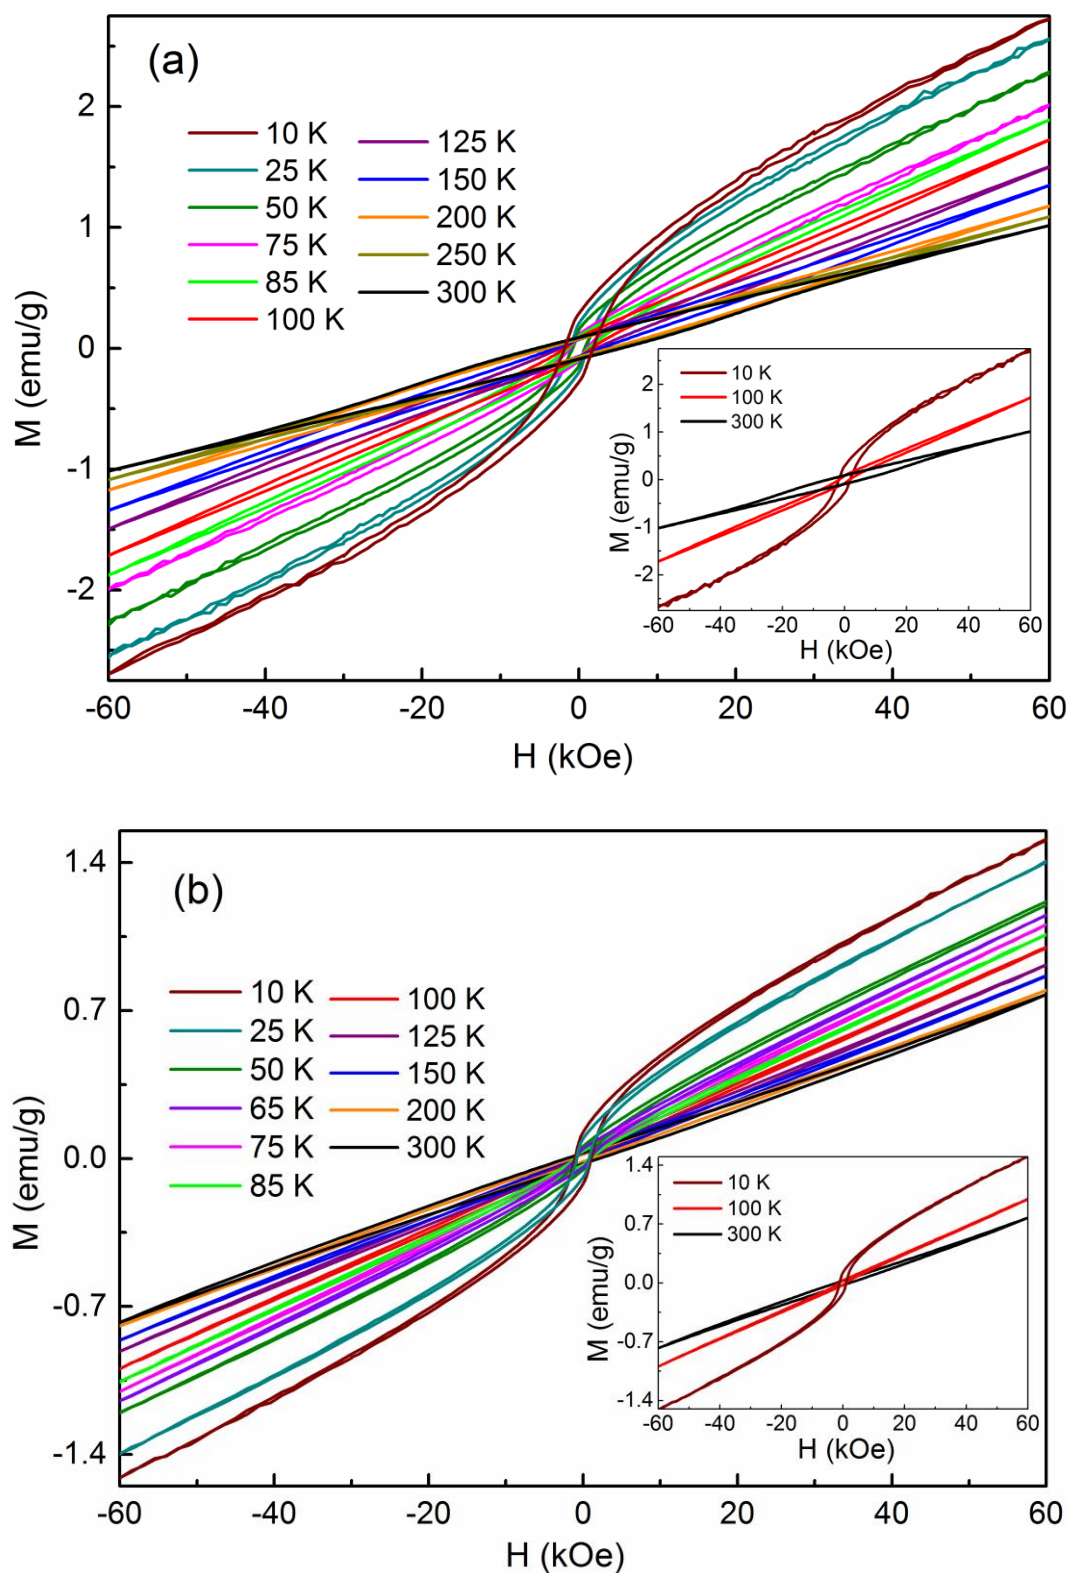 (a)
10 K
25 K
50 K
75 K
85 K
100 K
125 K
150 K
200 K
250 K
300 K
M (emu/g)
2
1
0
-1
-2
-60
-40
-20
0
20
40
60
H (kOe)
10 K
100 K
300 K
M (emu/g)
2
1
0
-1
-2
-60
-40
-20
0
20
40
60
H (kOe)
(b)
10 K
25 K
50 K
65 K
75 K
85 K
100 K
125 K
150 K
200 K
300 K
M (emu/g)
1.4
0.7
0.0
-0.7
-1.4
-60
-40
-20
0
20
40
60
H (kOe)
10 K
100 K
300 K
M (emu/g)
1.4
0.7
0.0
-0.7
-1.4
-60
-40
-20
0
20
40
60
H (kOe)